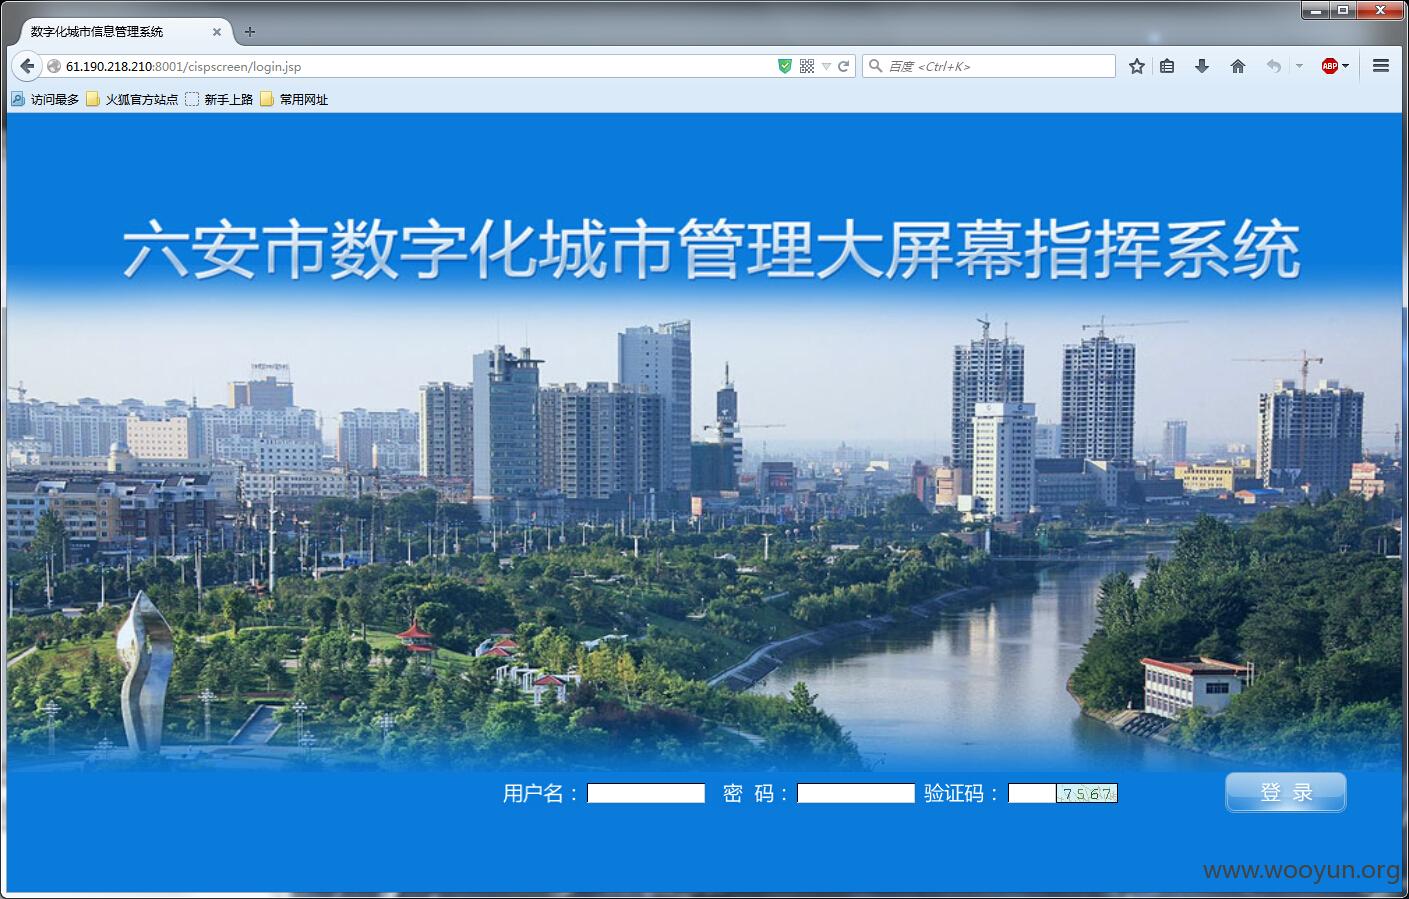 数字化城市信息管理系统
61.190.218.210:8001/cispscreen/login.jsp
百度 <Ctrl+K>
ABP
访问最多 火狐官方站点 新手上路 常用网址
六安市数字化城市管理大屏幕指挥系统
用户名： 密 码： 验证码： 7567 登 录
www.wooyun.org